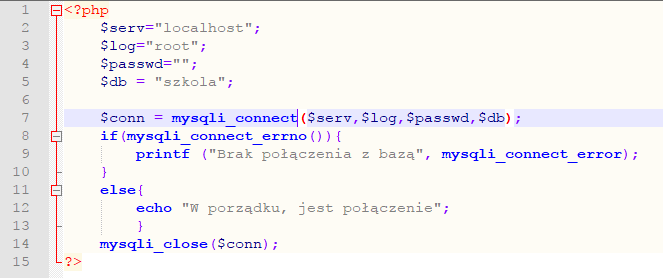 1 <?php
2 $serv="localhost";
3 $log="root";
4 $passwd="";
5 $db = "szkola";
6
7 $conn = mysqli_connect($serv,$log,$passwd,$db);
8 if(mysqli_connect_errno()){
9 printf ("Brak połączenia z bazą", mysqli_connect_error);
10 }
11 else{
12 echo "W porządku, jest połączenie";
13 }
14 mysqli_close($conn);
15 ?>